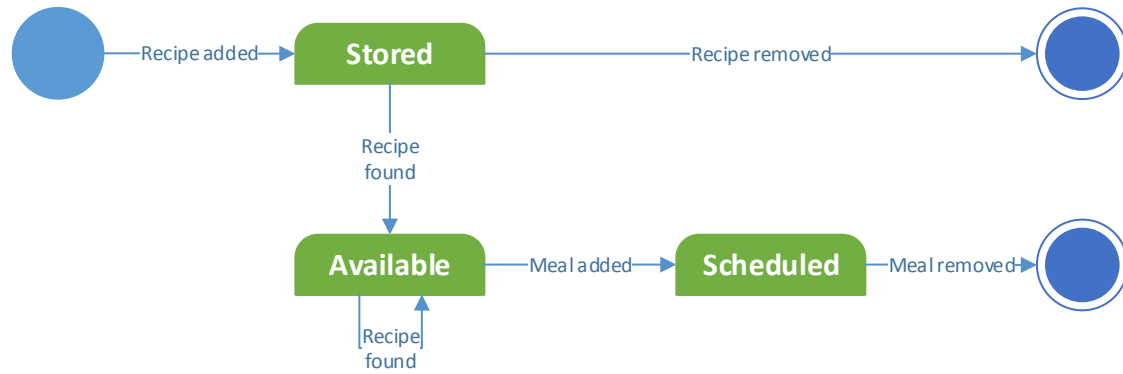 Recipe added
Stored
Recipe removed
Recipe
found
Available
Meal added
Scheduled
Meal removed
Recipe
found